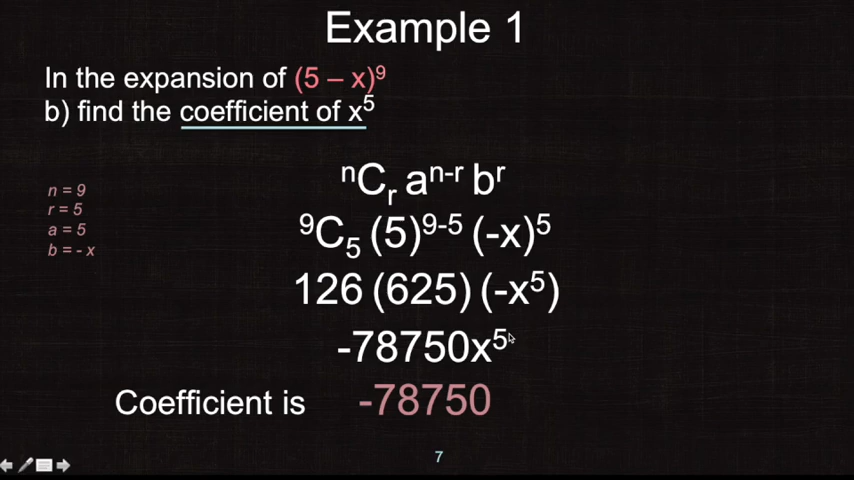 Example 1
In the expansion of (5 – x)⁹
b) find the coefficient of x⁵
ⁿCᵣ aⁿ⁻ʳ bʳ
n = 9
r = 5
a = 5
b = - x
⁹C₅ (5)⁹⁻⁵ (-x)⁵
126 (625) (-x⁵)
-78750x⁵
Coefficient is -78750
7